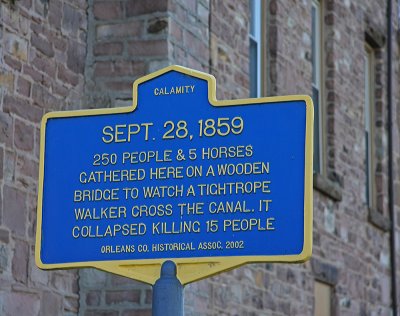 CALAMITY
SEPT. 28, 1859
250 PEOPLE & 5 HORSES
GATHERED HERE ON A WOODEN
BRIDGE TO WATCH A TIGHTROPE
WALKER CROSS THE CANAL. IT
COLLAPSED KILLING 15 PEOPLE
ORLEANS CO. HISTORICAL ASSOC. 2002